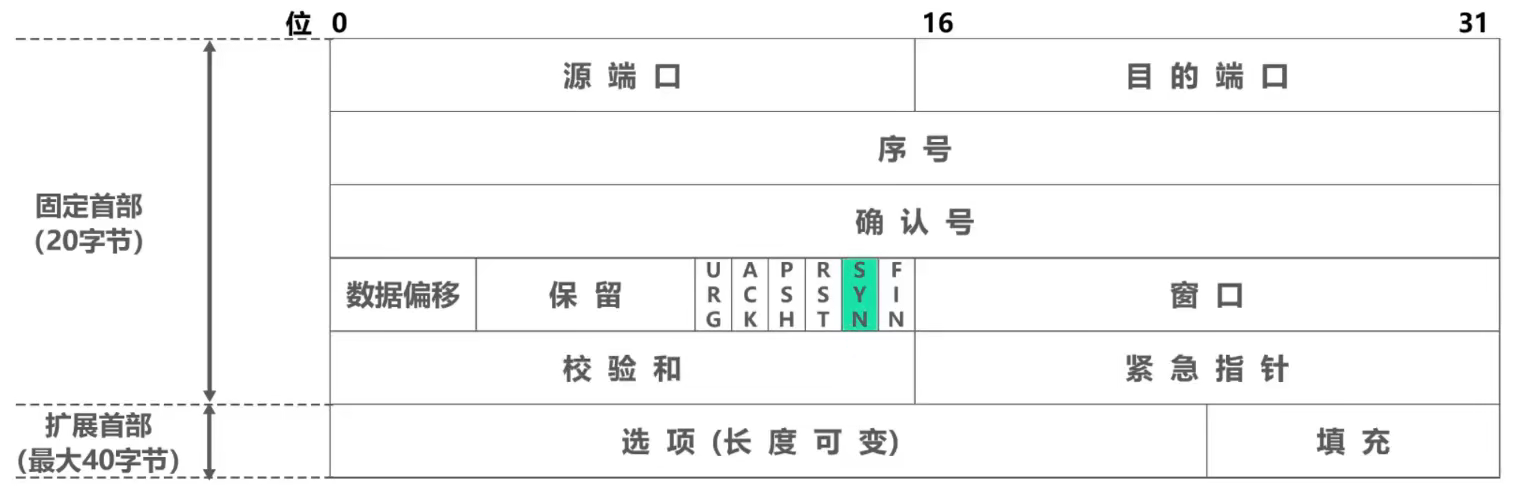 位 0 16 31
源端口 目的端口
序号
固定首部
(20字节)
确认号
数据偏移 保留 URG ACK PSH RST SYN FIN 窗口
校验和 紧急指针
扩展首部
(最大40字节)
选项(长度可变) 填充